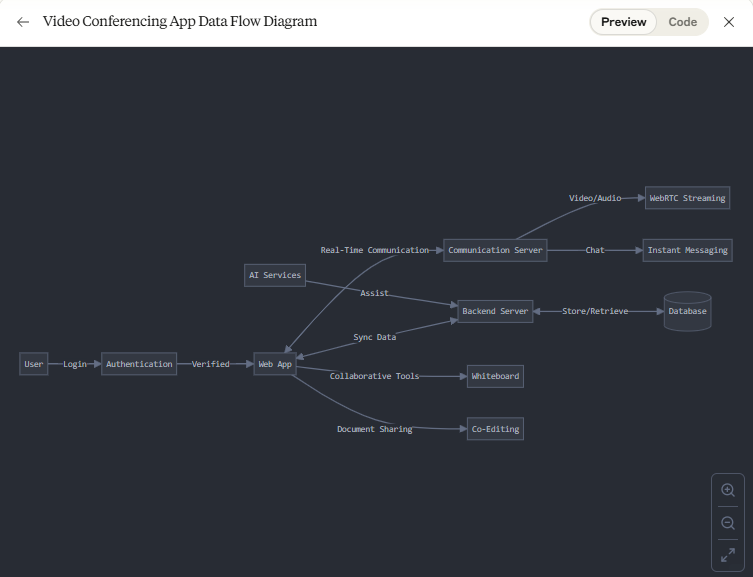 Video Conferencing App Data Flow Diagram
Preview
Code
Video/Audio
WebRTC Streaming
Real-Time Communication
Communication Server
Chat
Instant Messaging
AI Services
Assist
Backend Server
Store/Retrieve
Database
Sync Data
User
Login
Authentication
Verified
Web App
Collaborative Tools
Whiteboard
Document Sharing
Co-Editing